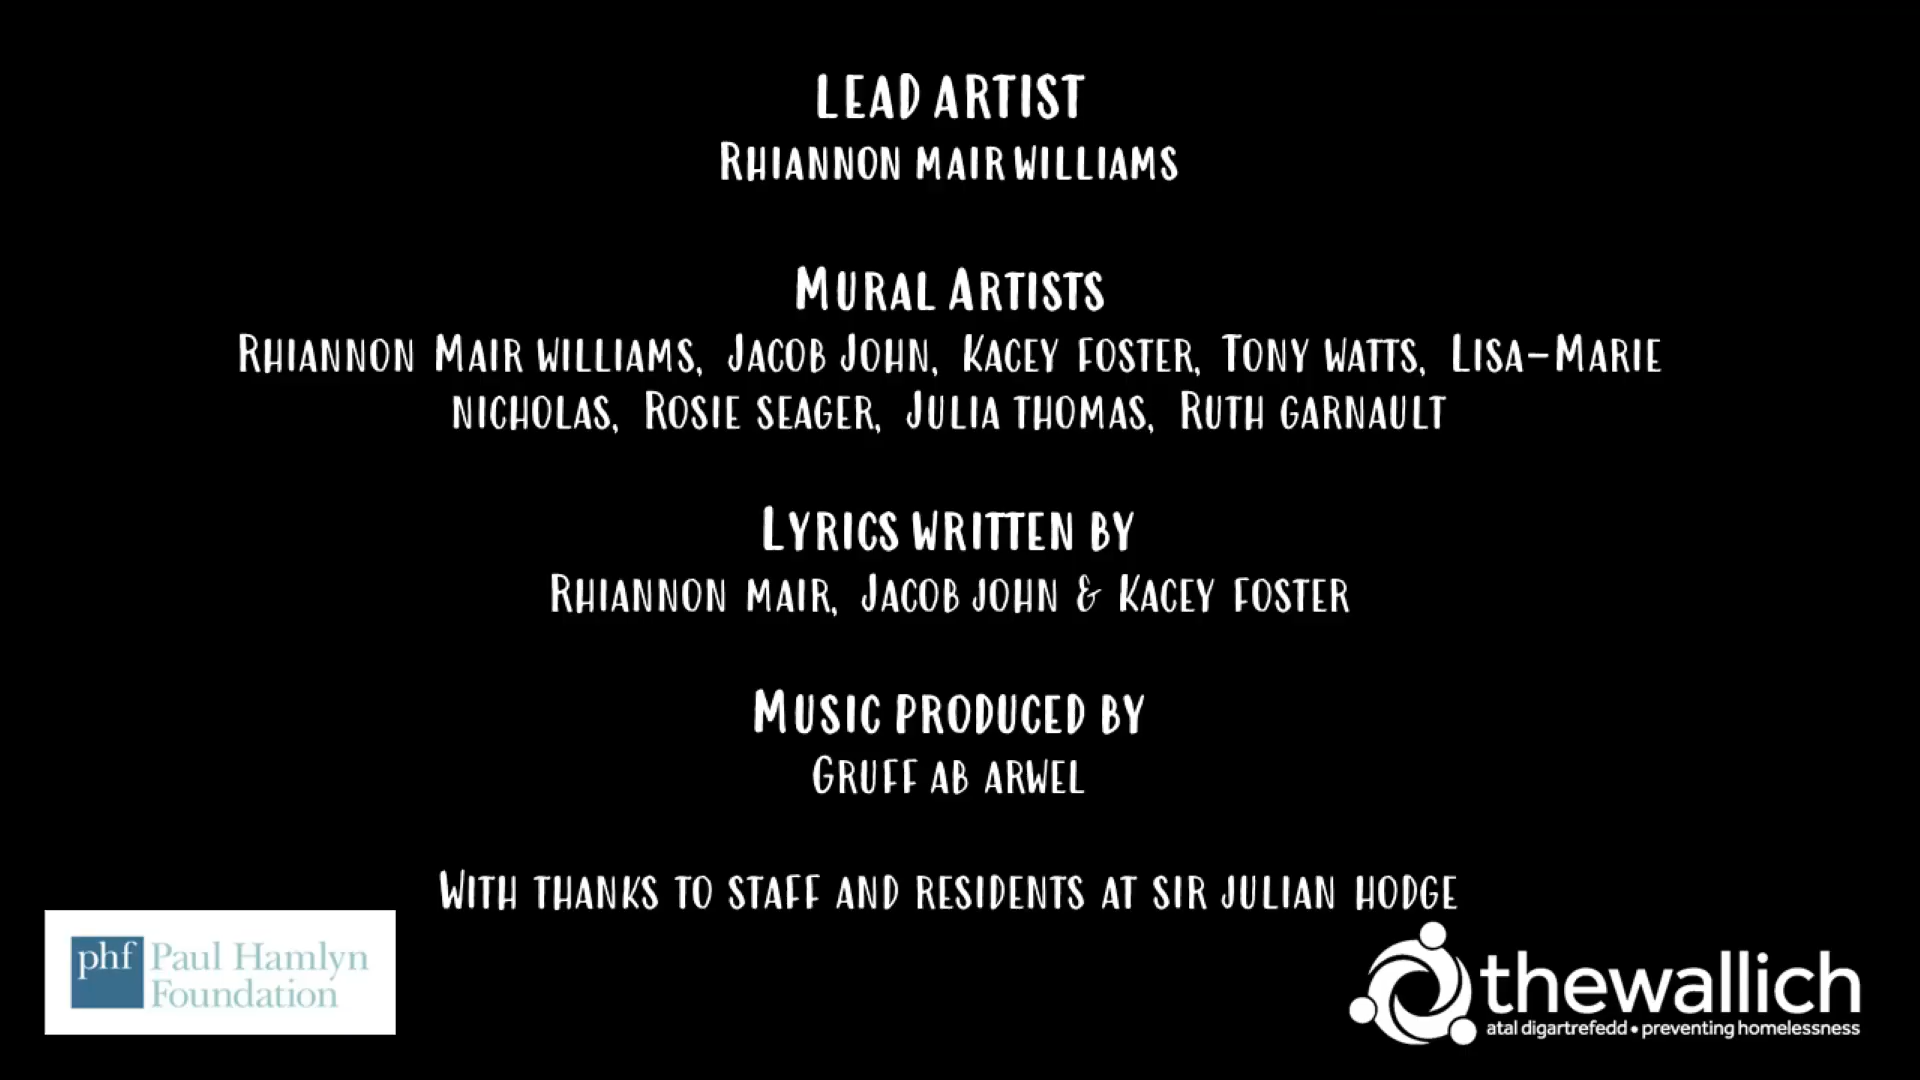 LEAD ARTIST
RHIANNON MAIR WILLIAMS
MURAL ARTISTS
RHIANNON MAIR WILLIAMS, JACOB JOHN, KACEY FOSTER, TONY WATTS, LISA-MARIE
NICHOLAS, ROSIE SEAGER, JULIA THOMAS, RUTH GARNAULT
LYRICS WRITTEN BY
RHIANNON MAIR, JACOB JOHN & KACEY FOSTER
MUSIC PRODUCED BY
GRUFF AB ARWEL
WITH THANKS TO STAFF AND RESIDENTS AT SIR JULIAN HODGE
phf Paul Hamlyn
Foundation
thewallich
atal digartrefedd • preventing homelessness